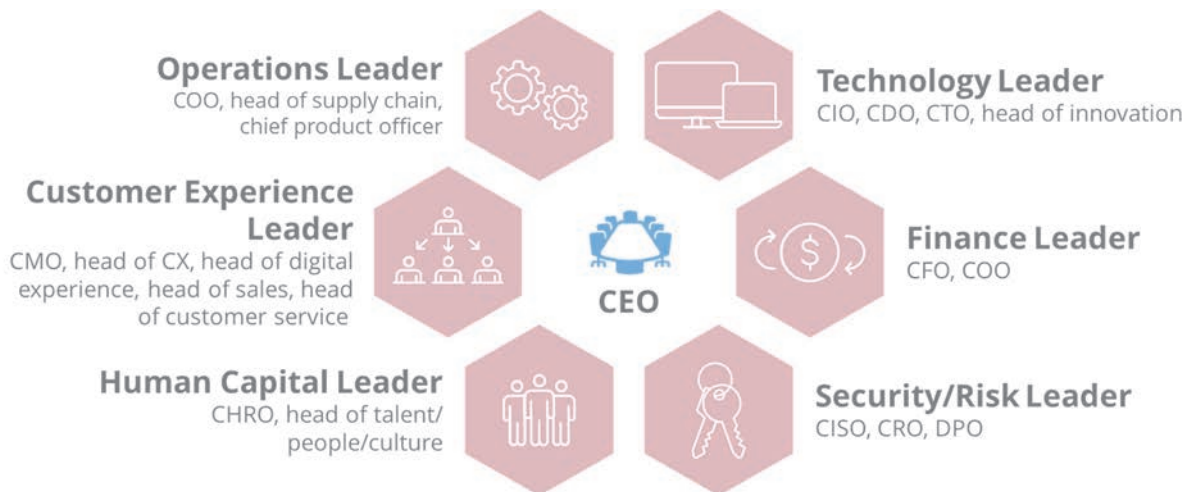 Operations Leader
COO, head of supply chain,
chief product officer
Technology Leader
CIO, CDO, CTO, head of innovation
Customer Experience
Leader
CMO, head of CX, head of digital
experience, head of sales, head
of customer service
CEO
$
Finance Leader
CFO, COO
Human Capital Leader
CHRO, head of talent/
people/culture
Security/Risk Leader
CISO, CRO, DPO